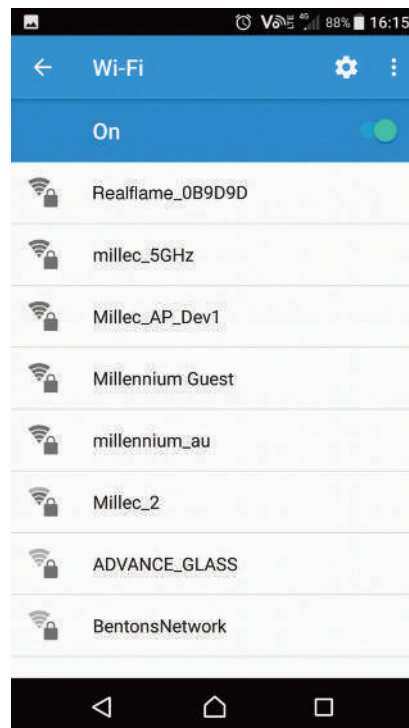 88% 16:15
Wi-Fi
On
Realflame_0B9D9D
millec_5GHz
Millec_AP_Dev1
Millennium Guest
millennium_au
Millec_2
ADVANCE_GLASS
BentonsNetwork